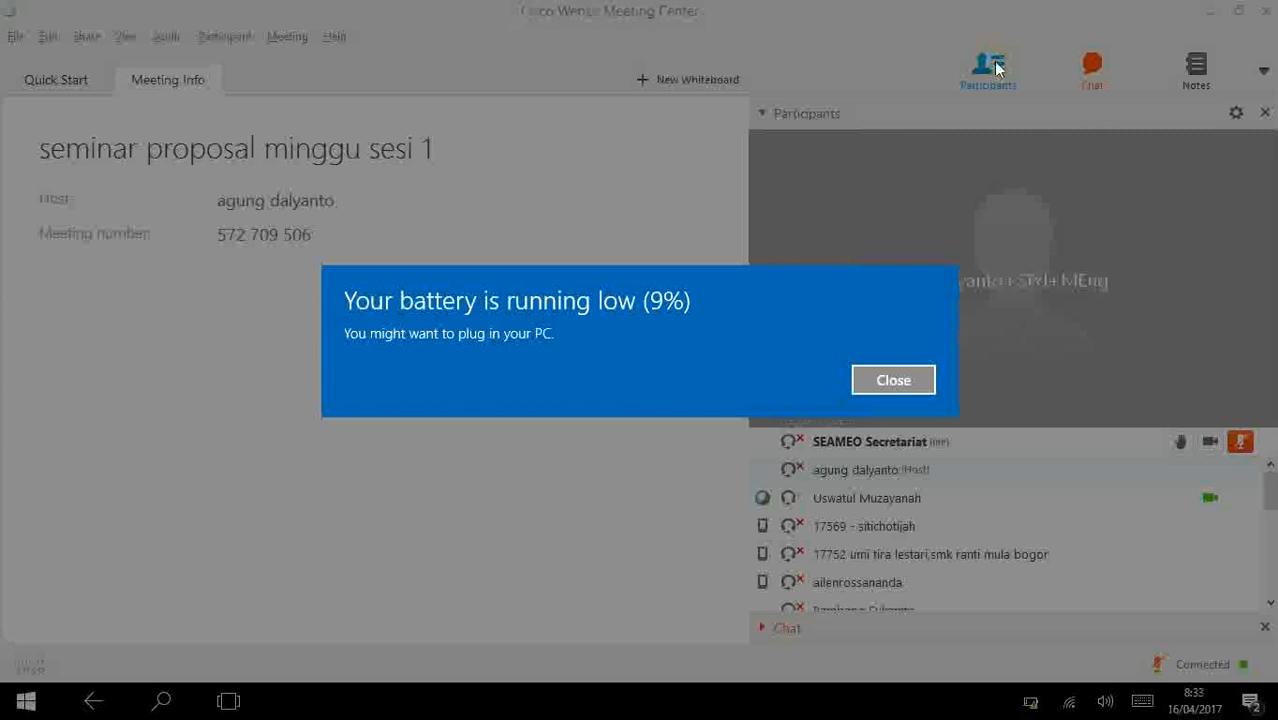 Cisco Webex Meeting Center
File Edit Share View Audio Participant Meeting Help
Quick Start Meeting Info New Whiteboard
Participants Chat Notes
Participants
seminar proposal minggu sesi 1
Host: agung dalyanto
Meeting number: 572 709 506
Your battery is running low (9%)
You might want to plug in your PC.
Close
SEAMEO Secretariat (me)
agung dalyanto (Host)
Uswatul Muzayanah
17569 - sitichotijah
17752 umi tira lestari,smk ranti mula bogor
ailenrossananda
Chat
Connected
8:33
16/04/2017
2